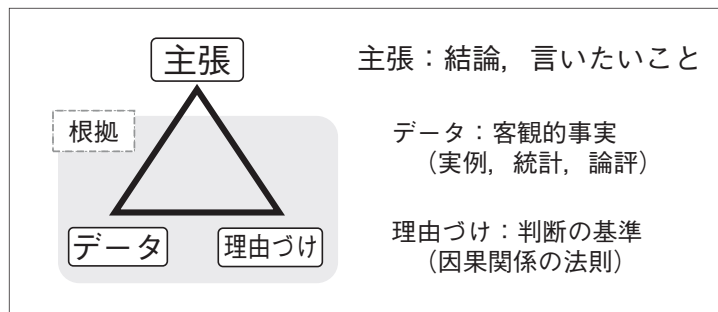 主張
主張：結論，言いたいこと
根拠
データ：客観的事実
（実例，統計，論評）
データ
理由づけ
理由づけ：判断の基準
（因果関係の法則）